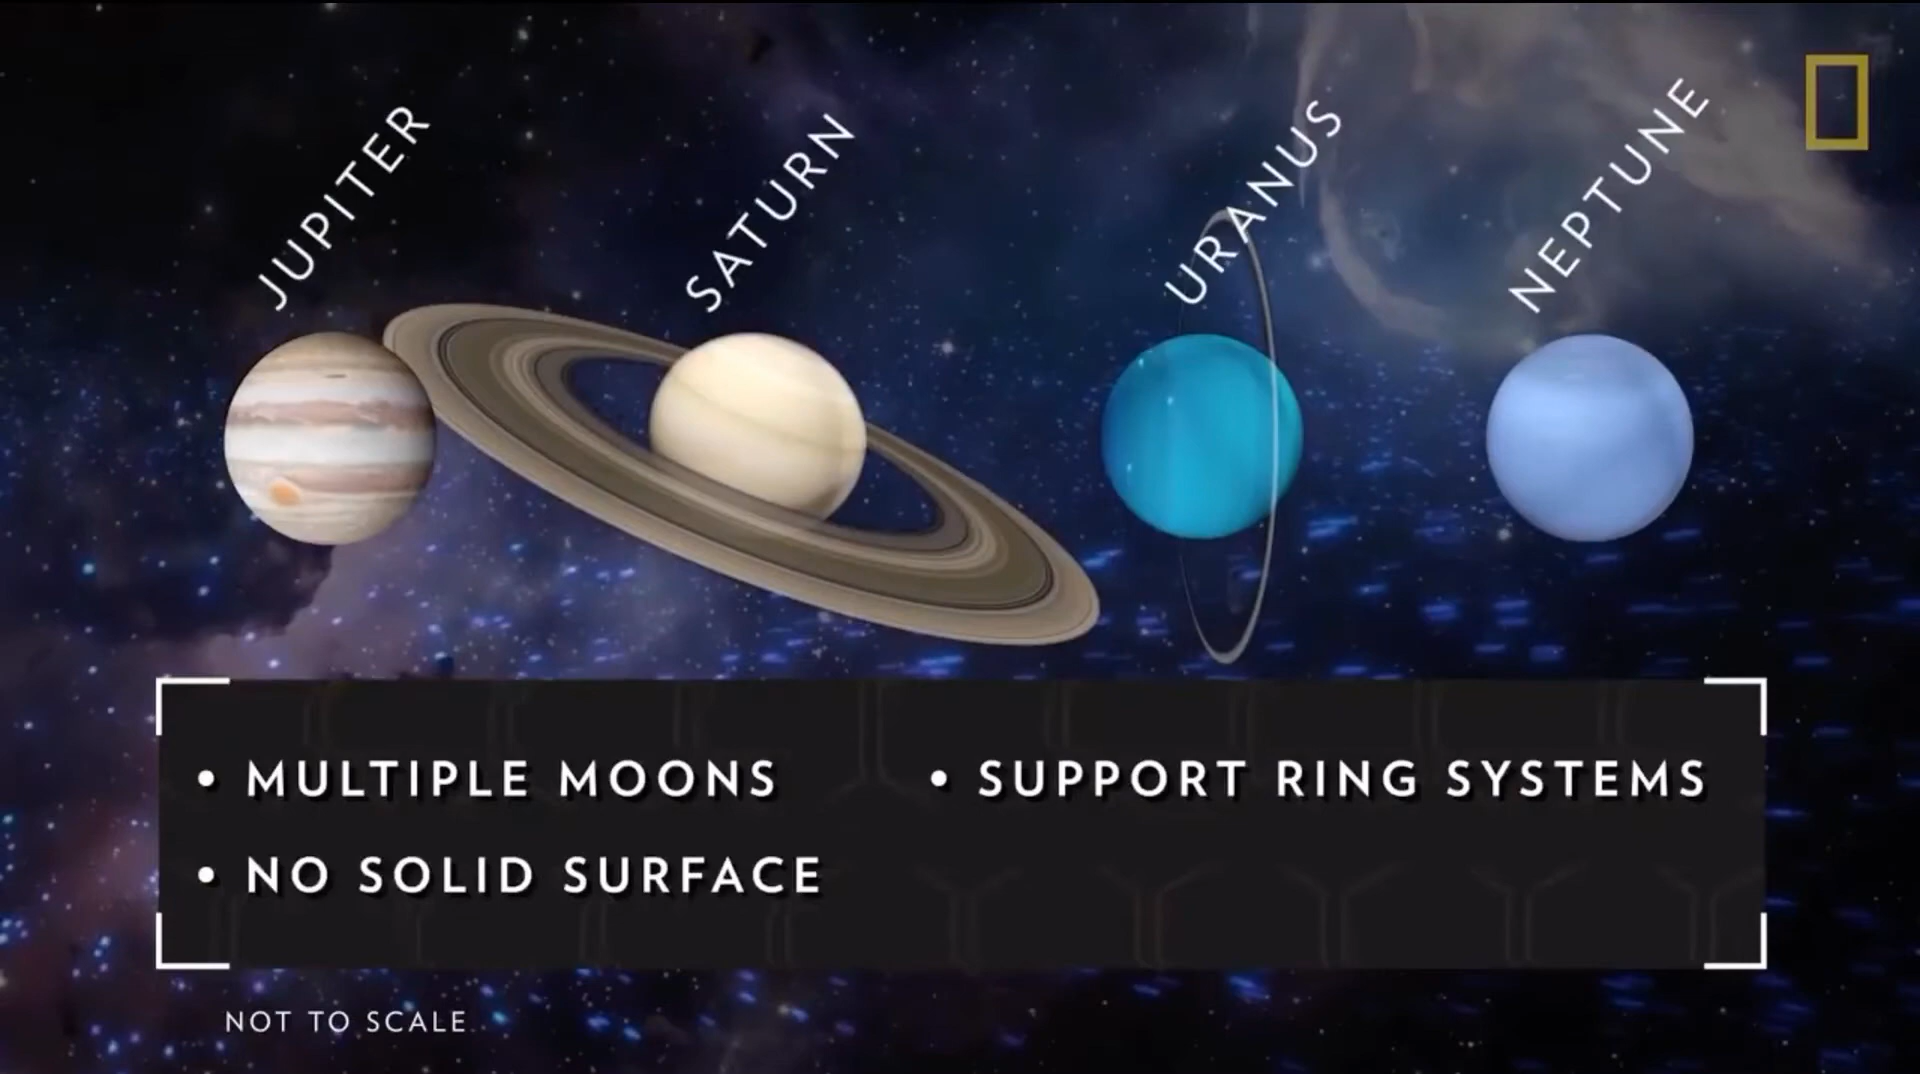 JUPITER
SATURN
URANUS
NEPTUNE
• MULTIPLE MOONS
• NO SOLID SURFACE
• SUPPORT RING SYSTEMS
NOT TO SCALE